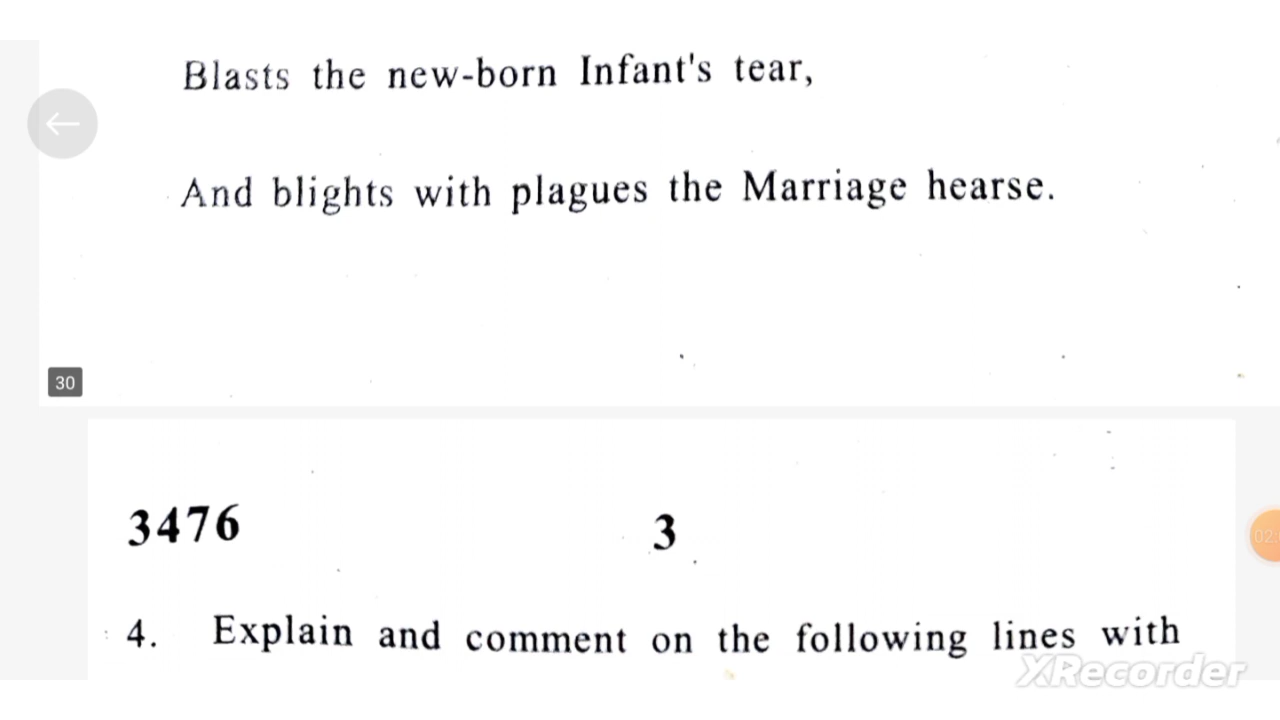 Blasts the new-born Infant's tear,
And blights with plagues the Marriage hearse.
30
3476 3
4. Explain and comment on the following lines with
XRecorder